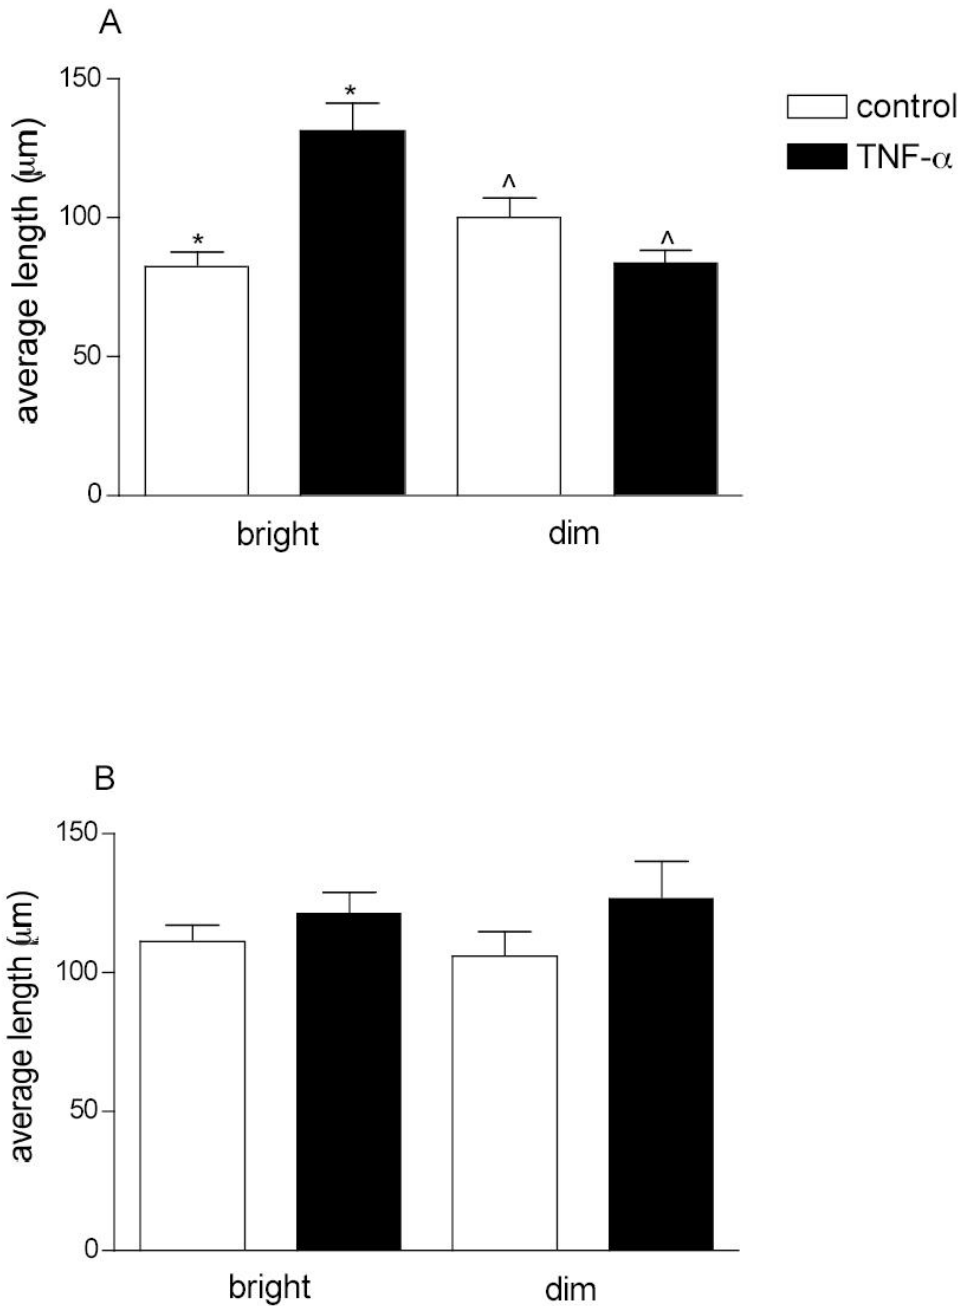 A
150
100
50
0
average length (μm)
*
*
^
^
bright
dim
control
TNF-α
B
150
100
50
0
average length (μm)
bright
dim